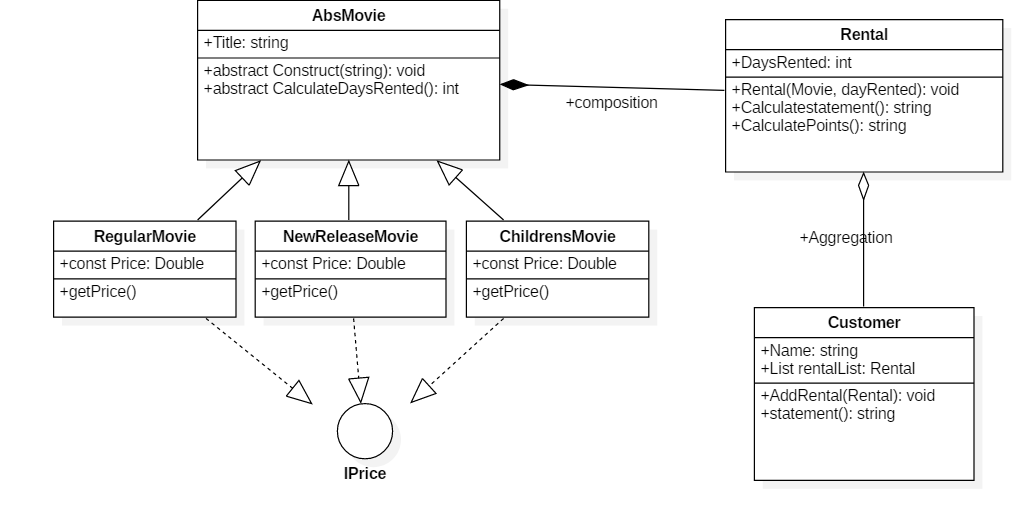 AbsMovie
+Title: string
+abstract Construct(string): void
+abstract CalculateDaysRented(): int
+composition
Rental
+DaysRented: int
+Rental(Movie, dayRented): void
+Calculatestatement(): string
+CalculatePoints(): string
RegularMovie
+const Price: Double
+getPrice()
NewReleaseMovie
+const Price: Double
+getPrice()
ChildrensMovie
+const Price: Double
+getPrice()
+Aggregation
IPrice
Customer
+Name: string
+List rentalList: Rental
+AddRental(Rental): void
+statement(): string